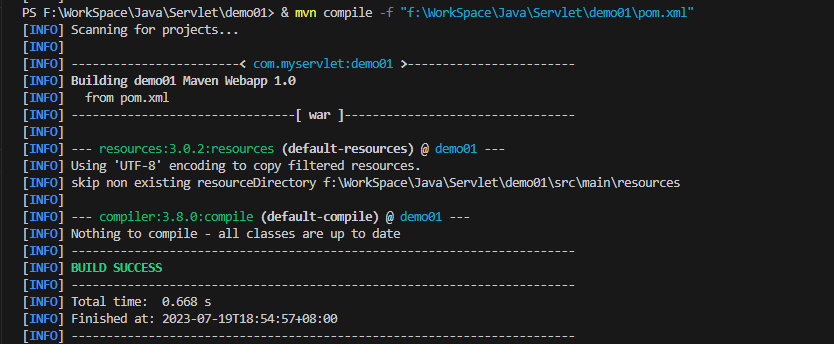 PS F:\WorkSpace\Java\Servlet\demo01> & mvn compile -f "f:\WorkSpace\Java\Servlet\demo01\pom.xml"
[INFO] Scanning for projects...
[INFO]
[INFO] -----------------------< com.myservlet:demo01 >------------------------
[INFO] Building demo01 Maven Webapp 1.0
[INFO]   from pom.xml
[INFO] --------------------------------[ war ]---------------------------------
[INFO]
[INFO] --- resources:3.0.2:resources (default-resources) @ demo01 ---
[INFO] Using 'UTF-8' encoding to copy filtered resources.
[INFO] skip non existing resourceDirectory f:\WorkSpace\Java\Servlet\demo01\src\main\resources
[INFO]
[INFO] --- compiler:3.8.0:compile (default-compile) @ demo01 ---
[INFO] Nothing to compile - all classes are up to date
[INFO] ------------------------------------------------------------------------
[INFO] BUILD SUCCESS
[INFO] ------------------------------------------------------------------------
[INFO] Total time:  0.668 s
[INFO] Finished at: 2023-07-19T18:54:57+08:00
[INFO] ------------------------------------------------------------------------